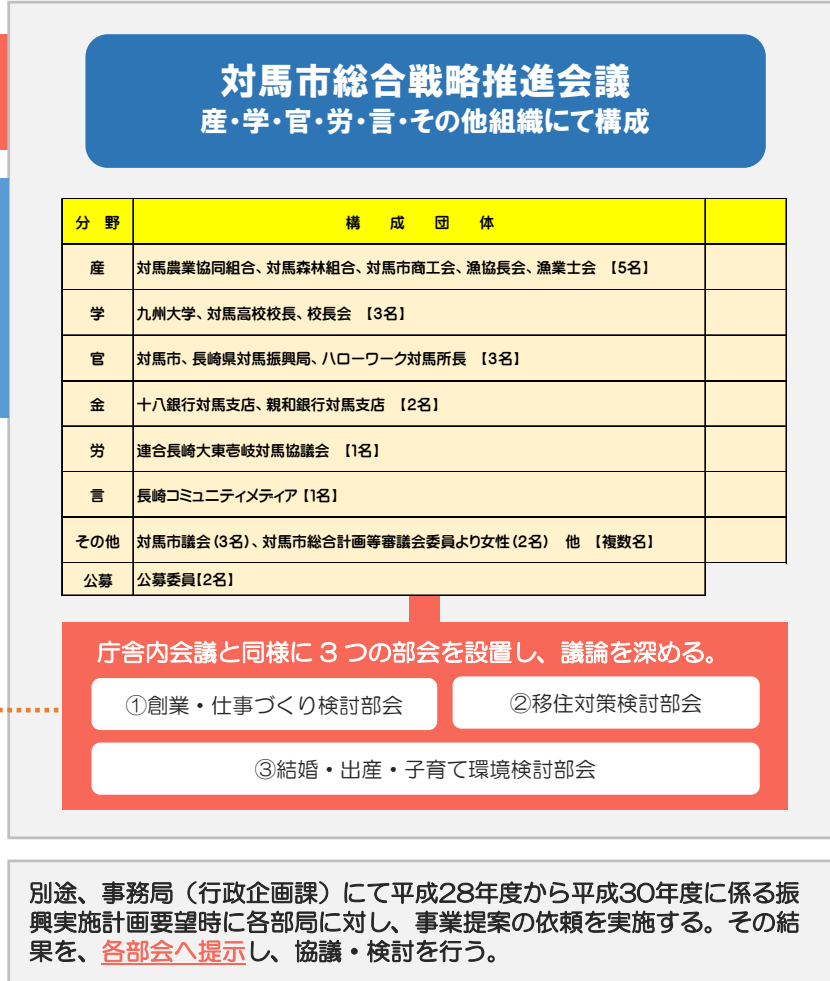 対馬市総合戦略推進会議
産・学・官・労・言・その他組織にて構成
分 野 構 成 団 体
産 対馬農業協同組合、対馬森林組合、対馬市商工会、漁協長会、漁業士会 【5名】
学 九州大学、対馬高校校長、校長会 【3名】
官 対馬市、長崎県対馬振興局、ハローワーク対馬所長 【3名】
金 十八銀行対馬支店、親和銀行対馬支店 【2名】
労 連合長崎大東壱岐対馬協議会 【1名】
言 長崎コミュニティメディア【1名】
その他 対馬市議会(3名)、対馬市総合計画等審議会委員より女性(2名) 他 【複数名】
公募 公募委員【2名】
庁舎内会議と同様に3つの部会を設置し、議論を深める。
①創業・仕事づくり検討部会 ②移住対策検討部会
③結婚・出産・子育て環境検討部会
別途、事務局(行政企画課)にて平成28年度から平成30年度に係る振
興実施計画要望時に各部局に対し、事業提案の依頼を実施する。その結
果を、各部会へ提示し、協議・検討を行う。